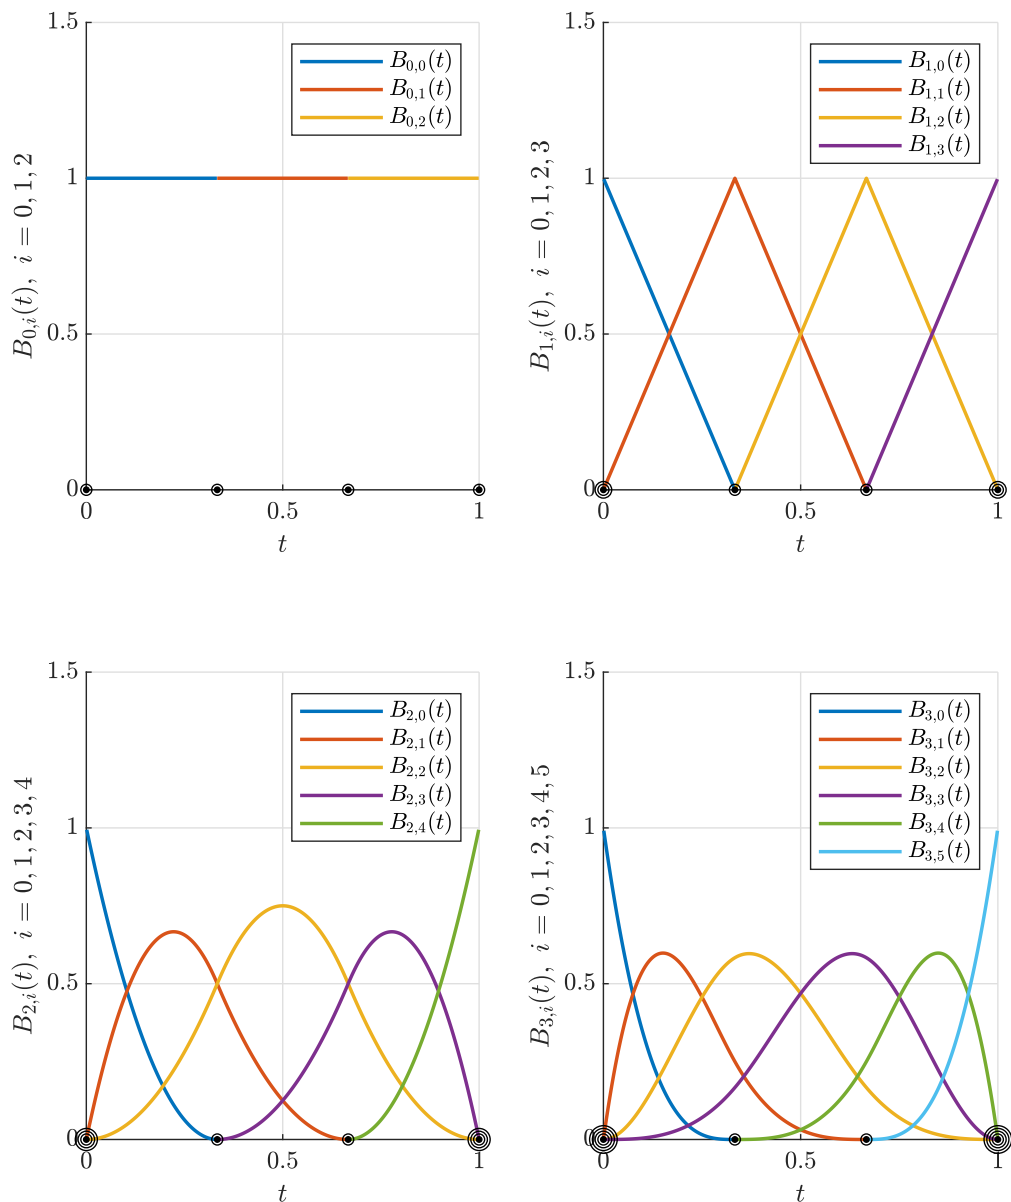 1.5
1
0.5
0
0 0.5 1
t
B_{0,i}(t), i = 0, 1, 2
B_{0,0}(t)
B_{0,1}(t)
B_{0,2}(t)
1.5
1
0.5
0
0 0.5 1
t
B_{1,i}(t), i = 0, 1, 2, 3
B_{1,0}(t)
B_{1,1}(t)
B_{1,2}(t)
B_{1,3}(t)
1.5
1
0.5
0
0 0.5 1
t
B_{2,i}(t), i = 0, 1, 2, 3, 4
B_{2,0}(t)
B_{2,1}(t)
B_{2,2}(t)
B_{2,3}(t)
B_{2,4}(t)
1.5
1
0.5
0
0 0.5 1
t
B_{3,i}(t), i = 0, 1, 2, 3, 4, 5
B_{3,0}(t)
B_{3,1}(t)
B_{3,2}(t)
B_{3,3}(t)
B_{3,4}(t)
B_{3,5}(t)